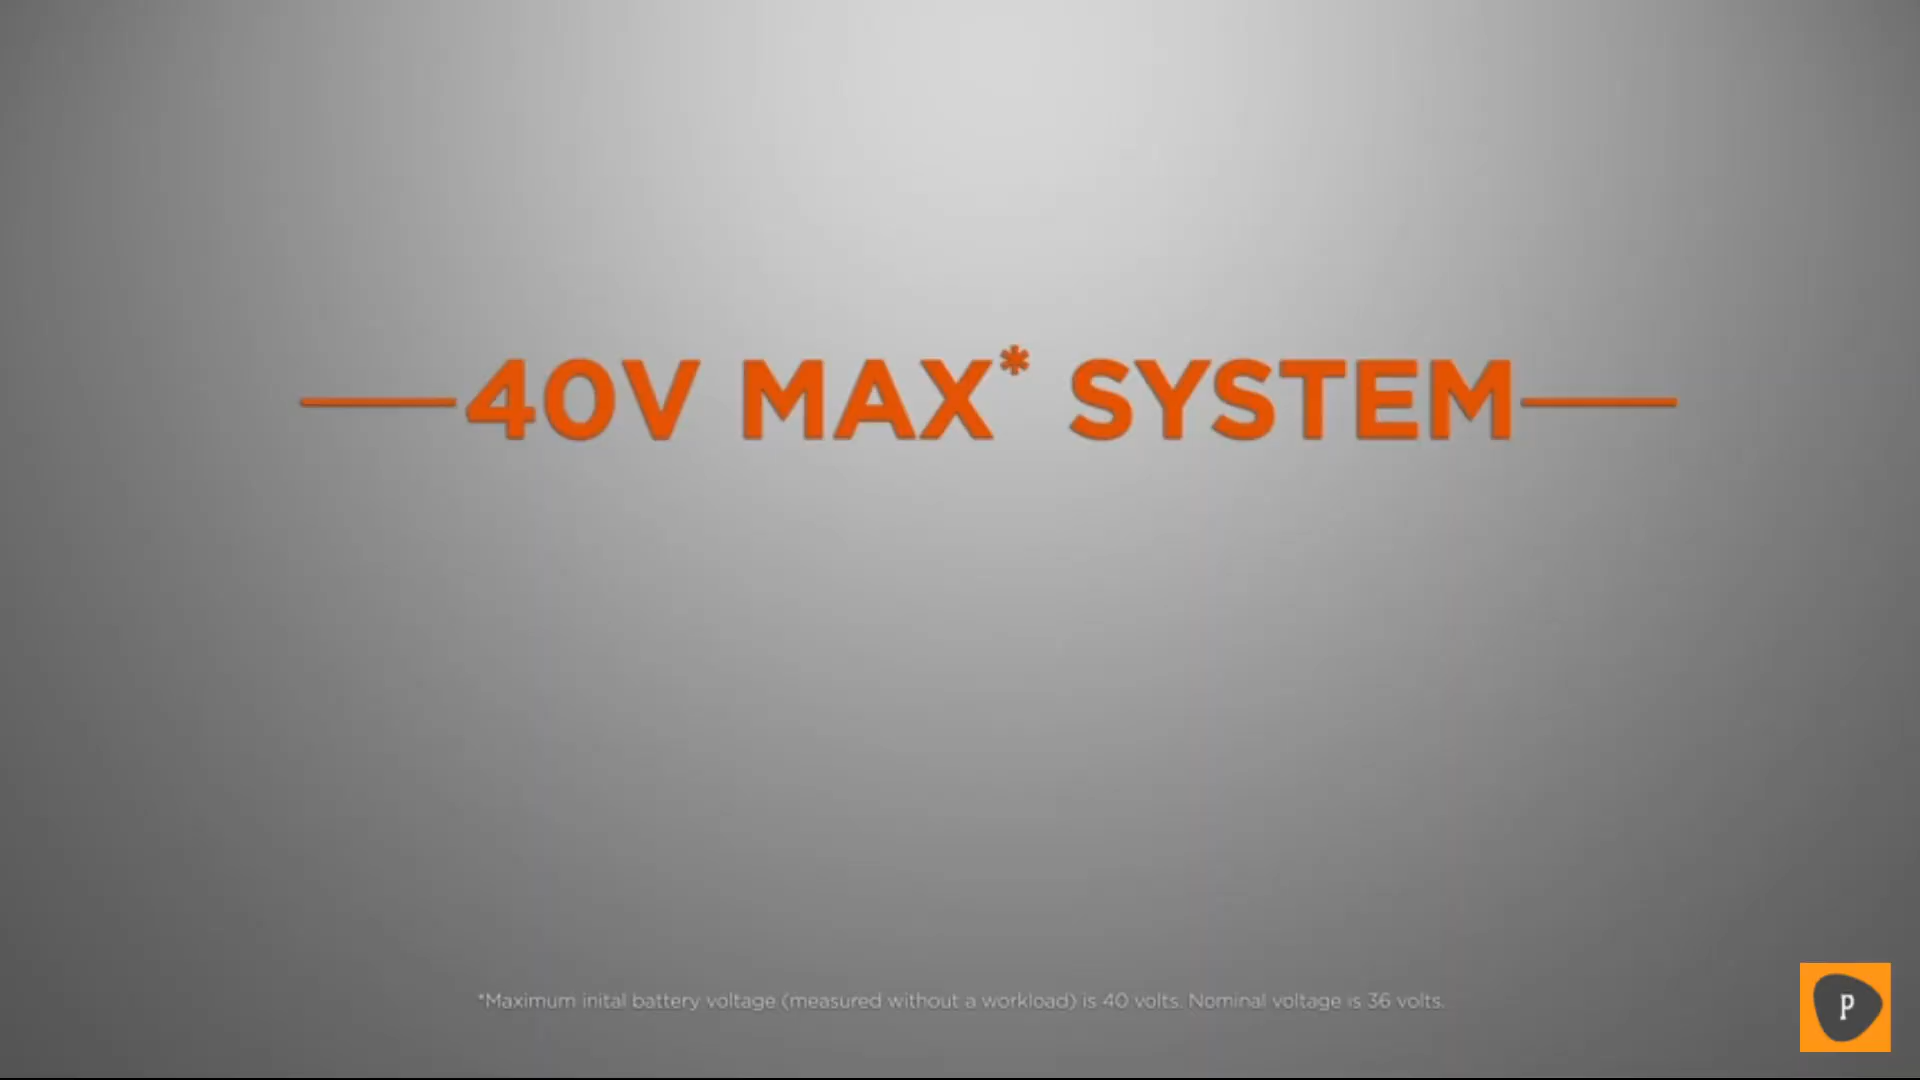 40V MAX* SYSTEM
*Maximum inital battery voltage (measured without a workload) is 40 volts. Nominal voltage is 36 volts.
P